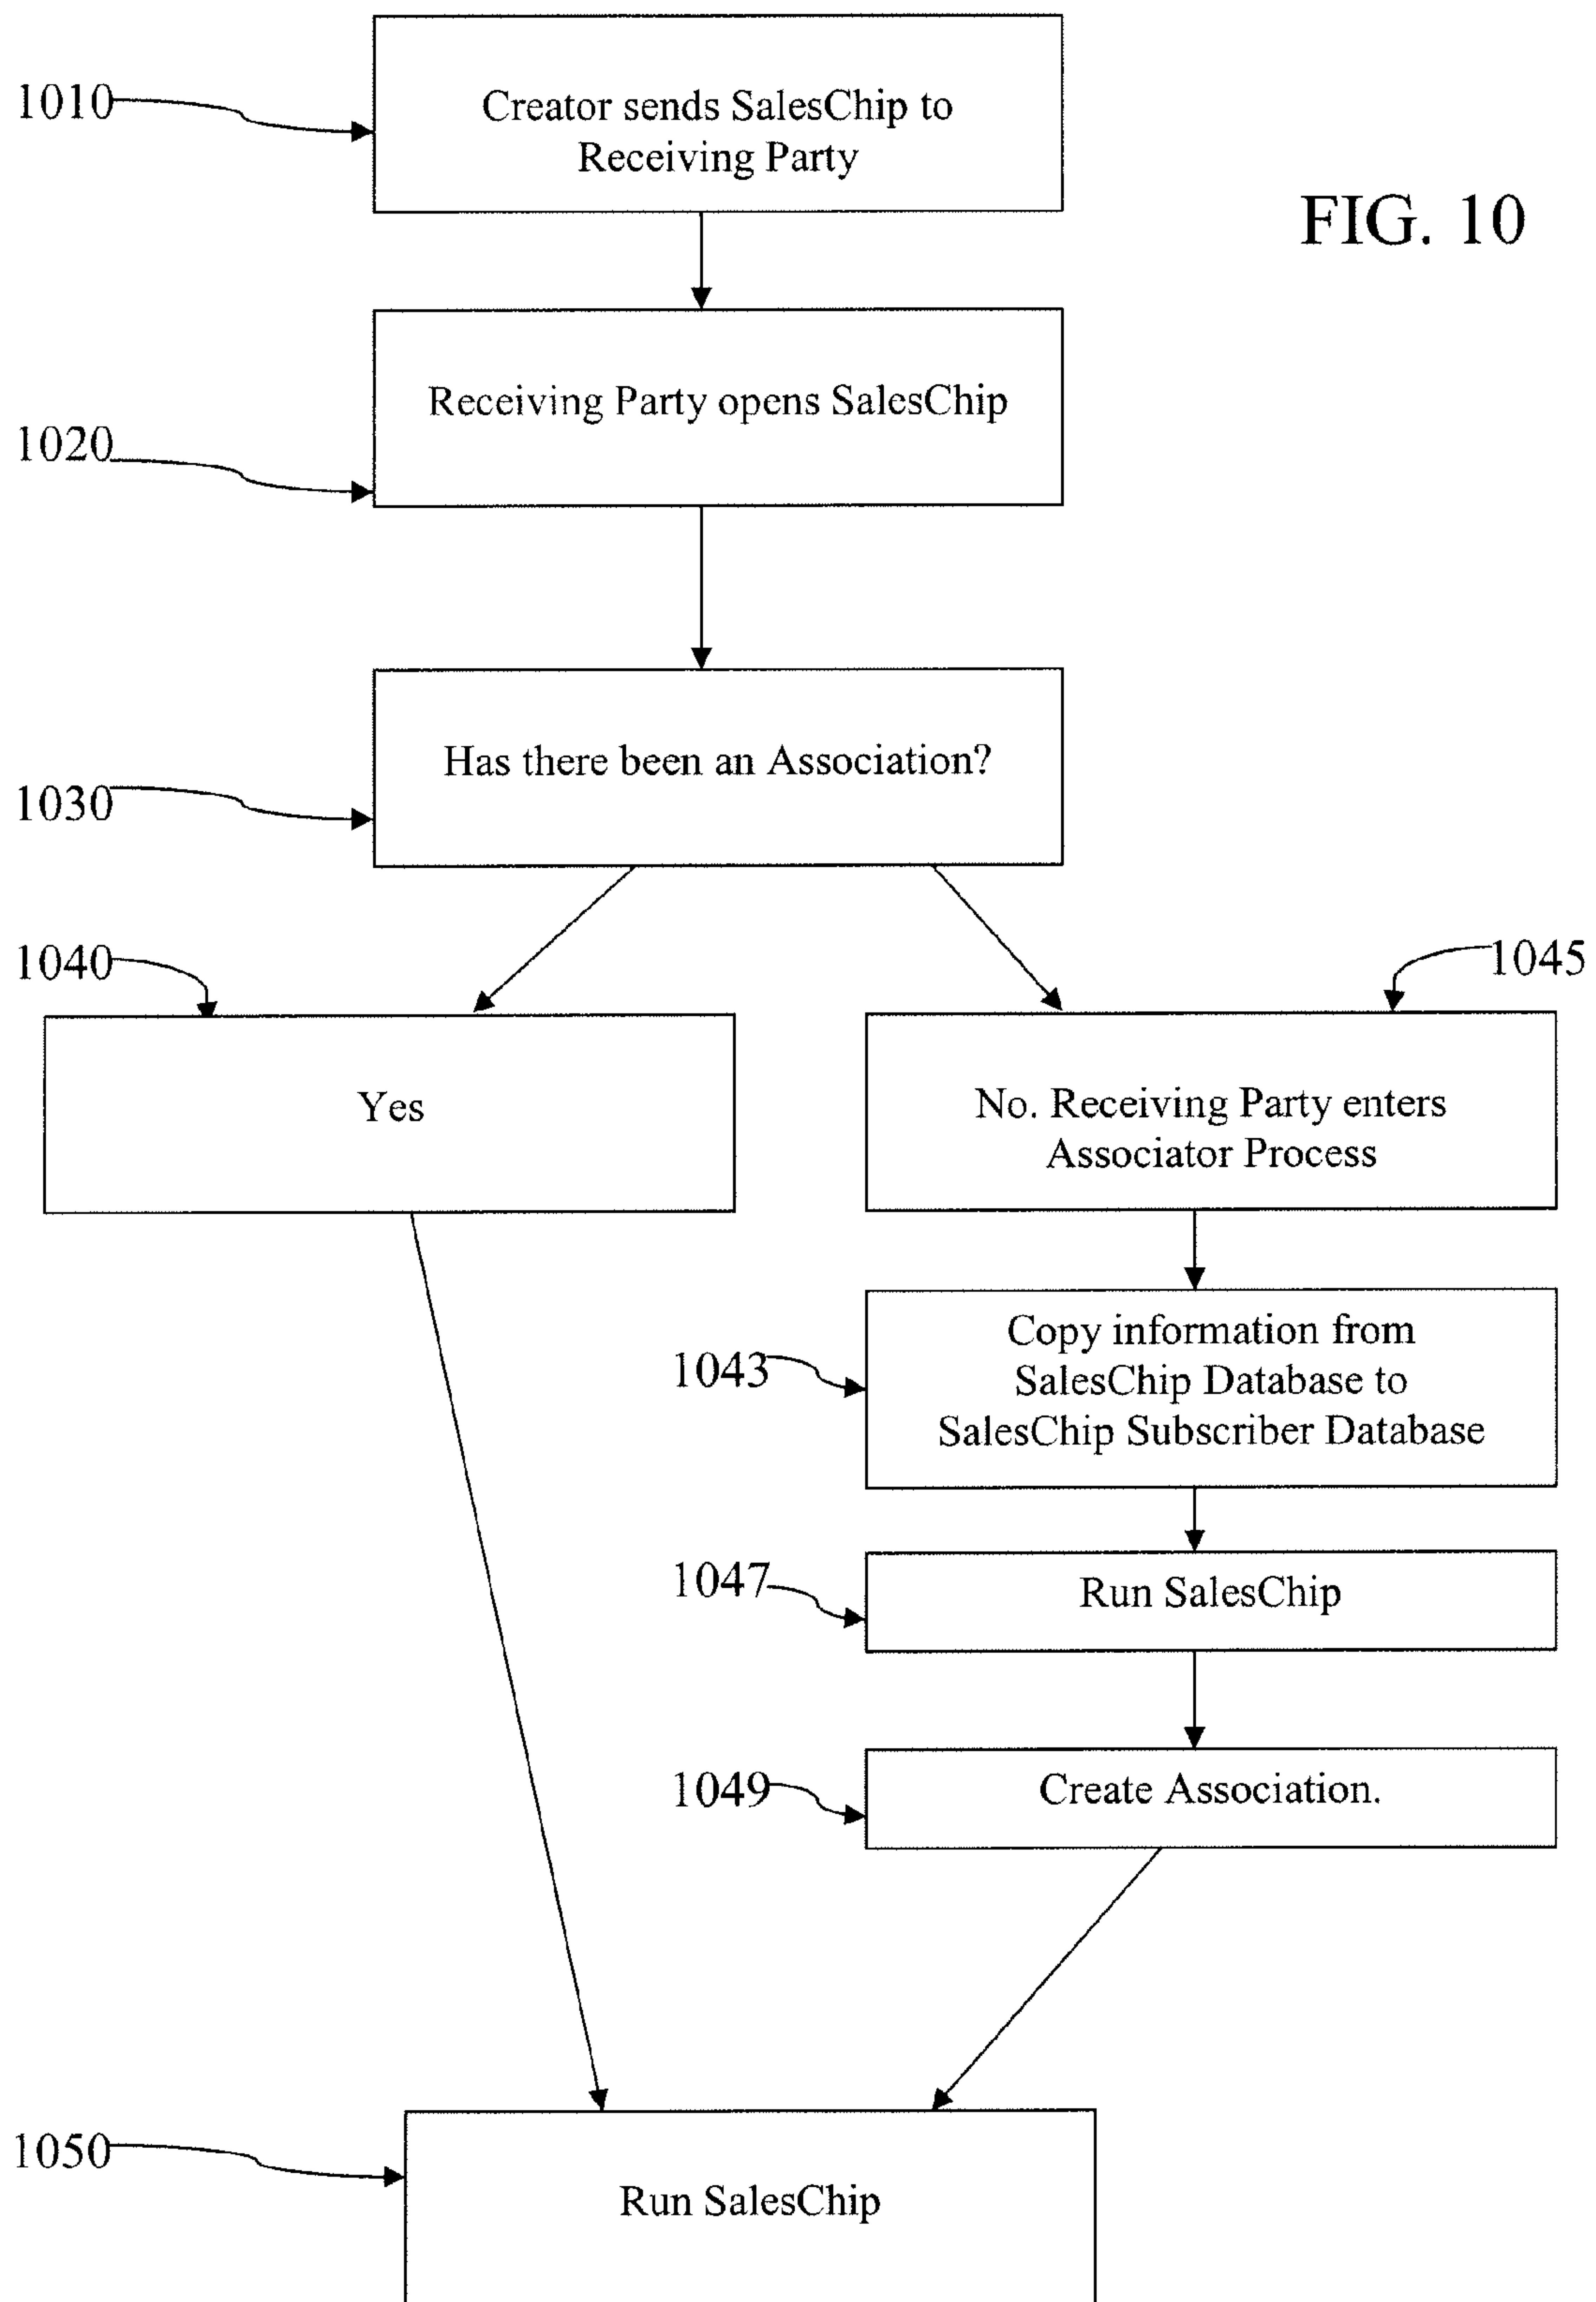 1010
Creator sends SalesChip to
Receiving Party
FIG. 10
1020
Receiving Party opens SalesChip
1030
Has there been an Association?
1040
Yes
1045
No. Receiving Party enters
Associator Process
1043
Copy information from
SalesChip Database to
SalesChip Subscriber Database
1047
Run SalesChip
1049
Create Association.
1050
Run SalesChip